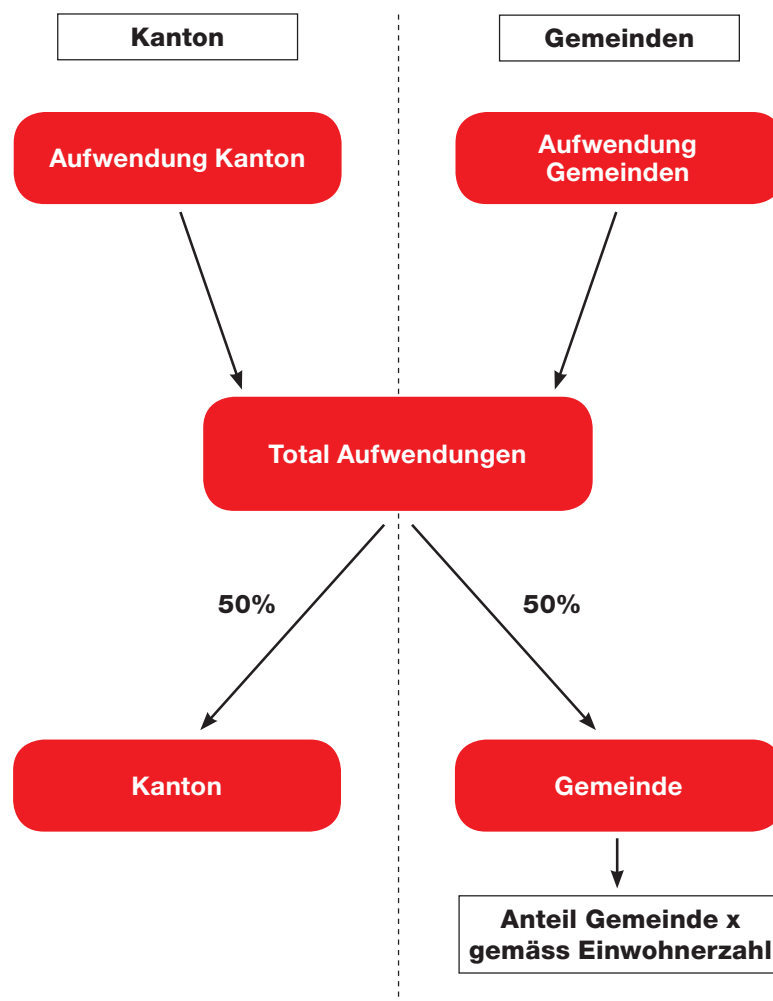 Kanton
Gemeinden
Aufwendung Kanton
Aufwendung
Gemeinden
Total Aufwendungen
50%
50%
Kanton
Gemeinde
Anteil Gemeinde x
gemäss Einwohnerzahl